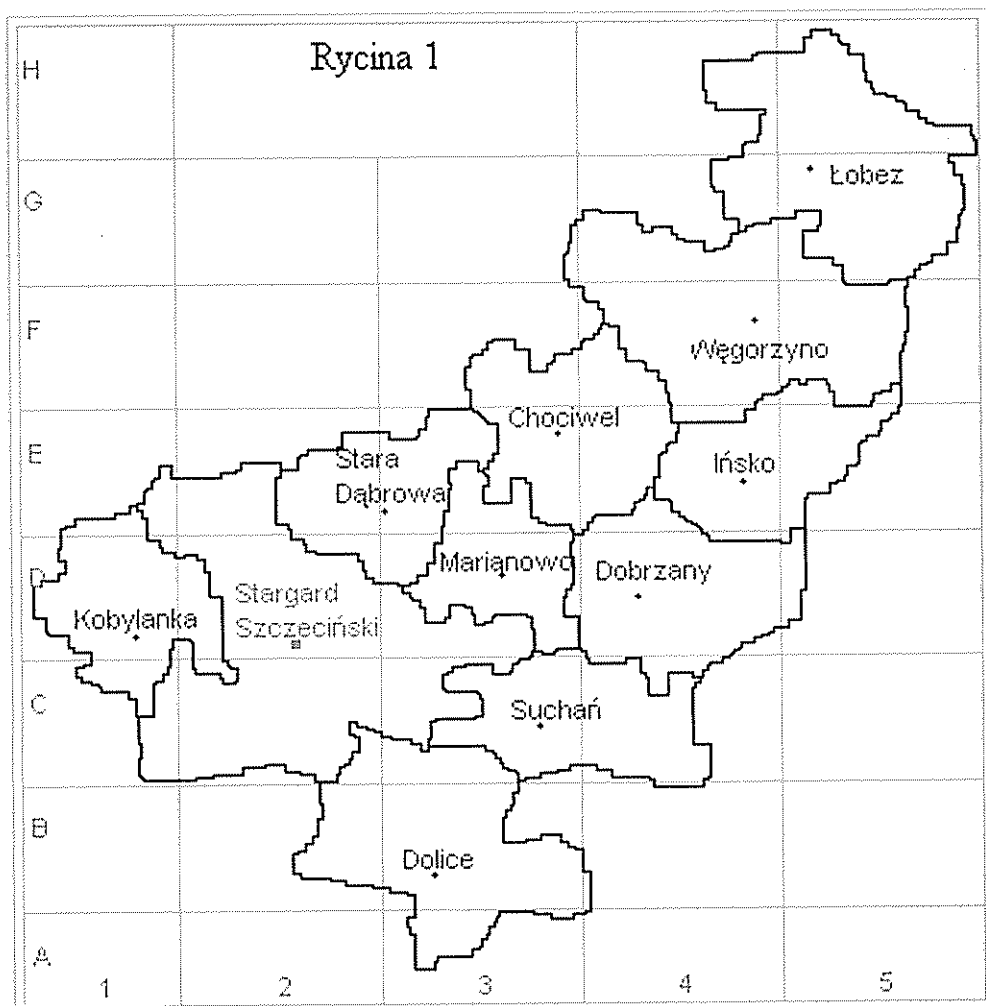 Rycina 1
H
Łobez
G
F
Węgorzyno
Chociwel
E
Stara
Dąbrowa
Ińsko
Marianowo
D
Dobrzany
Stargard
Szczeciński
Kobylanka
C
Suchań
B
Dolice
A
1
2
3
4
5